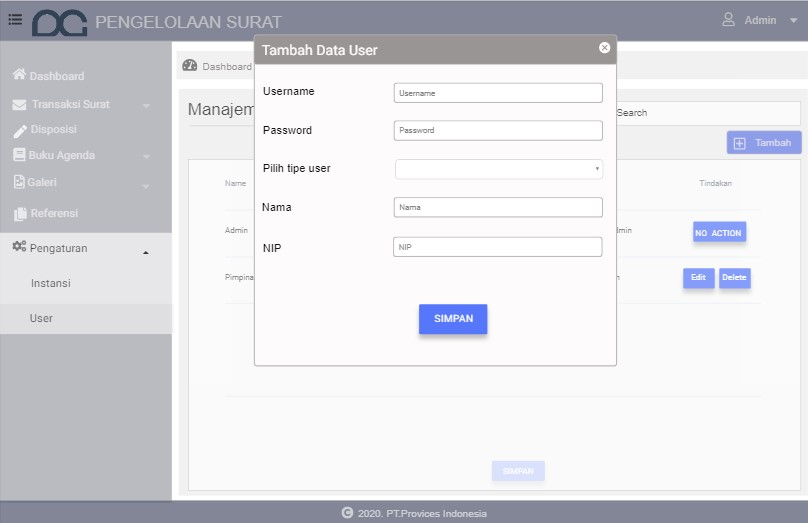 PENGELOLAAN SURAT
Admin
Tambah Data User
Dashboard
Dashboard
Transaksi Surat
Disposisi
Buku Agenda
Galeri
Referensi
Pengaturan
Instansi
User
Manajem
Search
Tambah
Username
Username
Password
Password
Pilih tipe user
Nama
Nama
NIP
NIP
SIMPAN
Name
Tindakan
Admin
NO ACTION
Pimpina
Edit
Delete
SIMPAN
2020. PT.Provices Indonesia